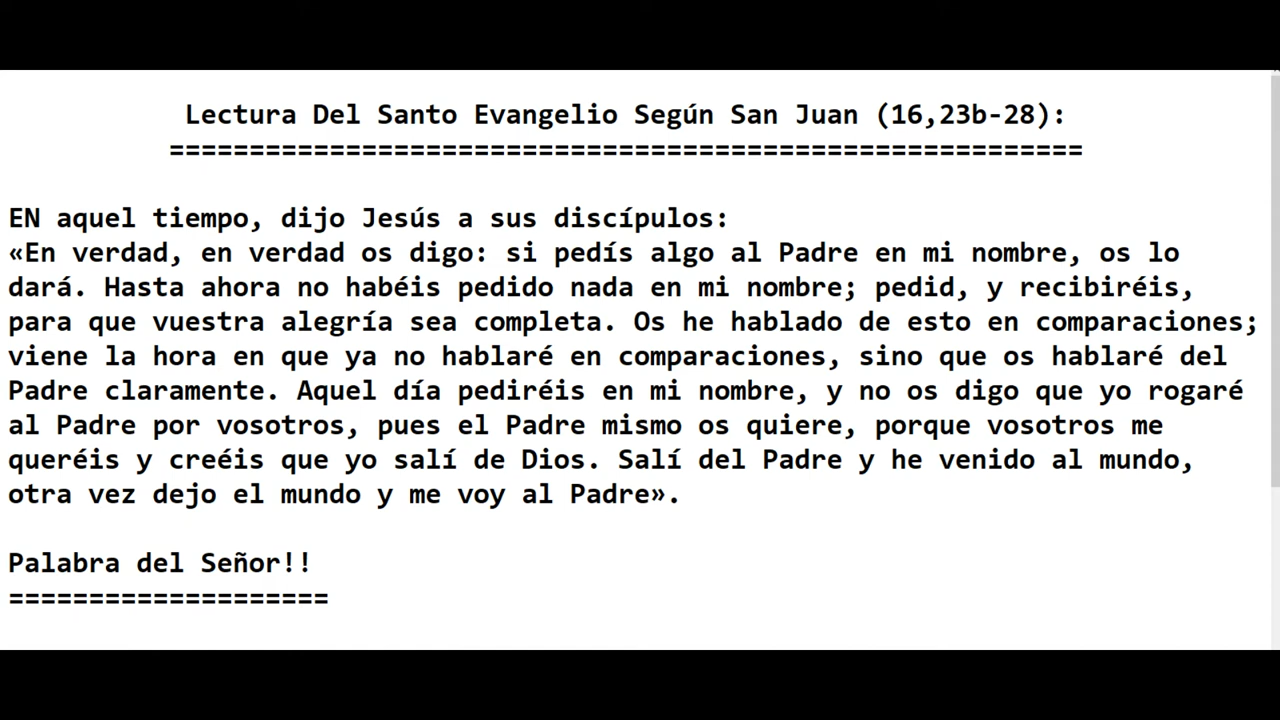 Lectura Del Santo Evangelio Según San Juan (16,23b-28):
=========================================================
EN aquel tiempo, dijo Jesús a sus discípulos:
«En verdad, en verdad os digo: si pedís algo al Padre en mi nombre, os lo
dará. Hasta ahora no habéis pedido nada en mi nombre; pedid, y recibiréis,
para que vuestra alegría sea completa. Os he hablado de esto en comparaciones;
viene la hora en que ya no hablaré en comparaciones, sino que os hablaré del
Padre claramente. Aquel día pediréis en mi nombre, y no os digo que yo rogaré
al Padre por vosotros, pues el Padre mismo os quiere, porque vosotros me
queréis y creéis que yo salí de Dios. Salí del Padre y he venido al mundo,
otra vez dejo el mundo y me voy al Padre».
Palabra del Señor!!
====================